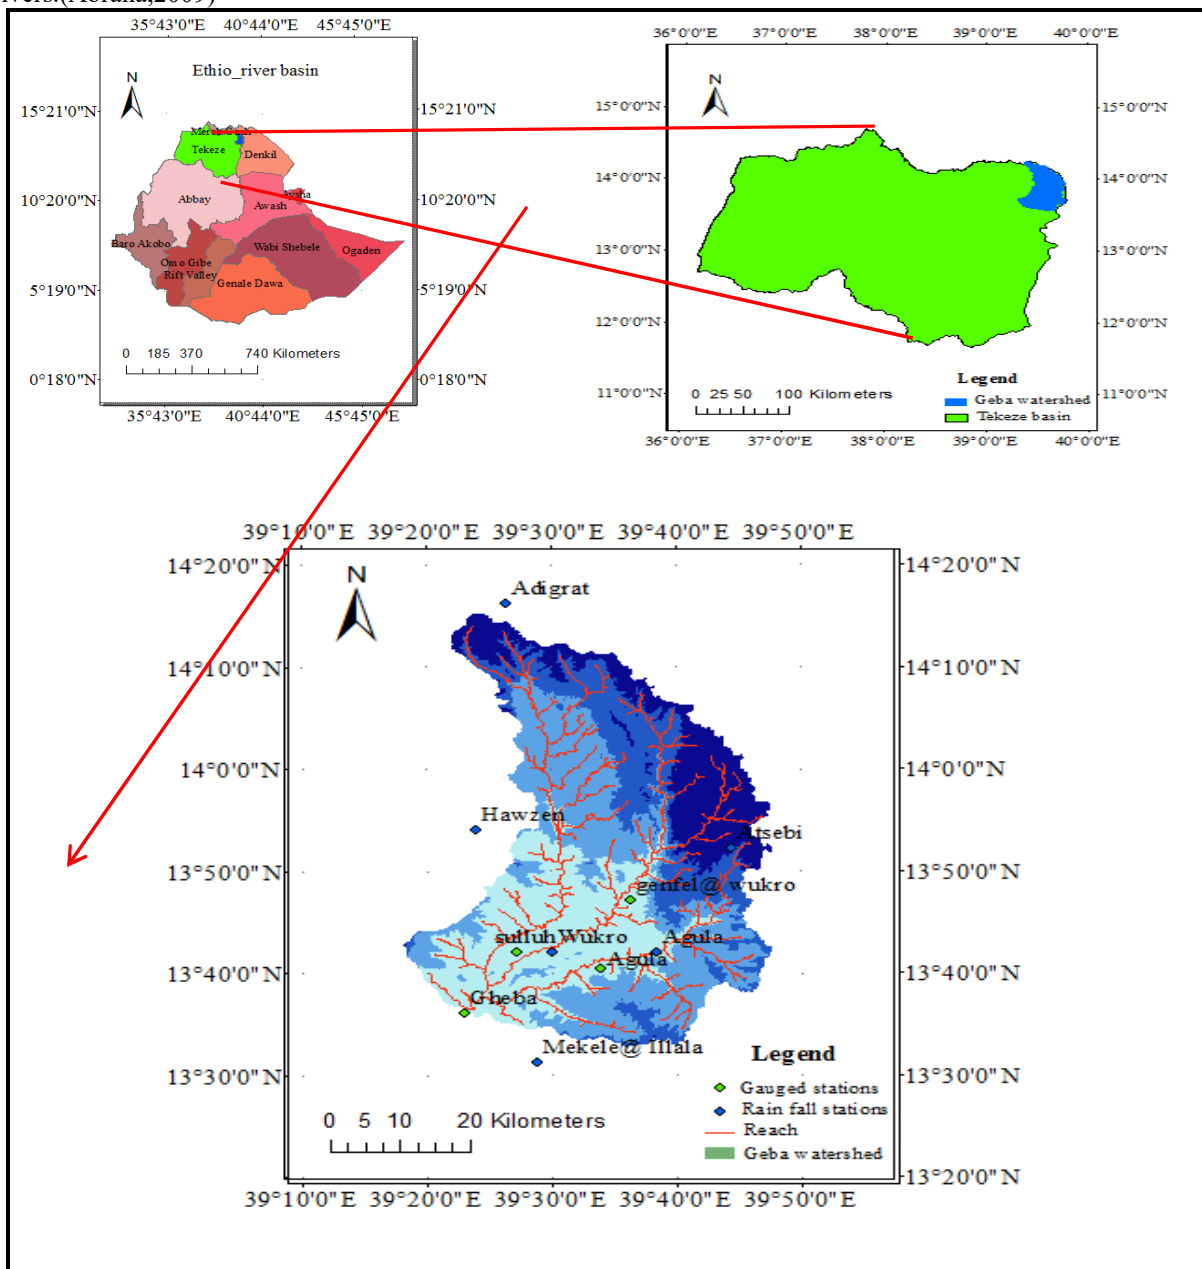 ivers.(Abraha,2009)
35°43'0"E 40°44'0"E 45°45'0"E
Ethio_river basin
N
15°21'0"N 15°21'0"N
10°20'0"N 10°20'0"N
5°19'0"N 5°19'0"N
0°18'0"N 0°18'0"N
Tekeze
Denkil
Abbay
Aysha
Awash
Baro Akobo
Wabi Shebele
Ogaden
Omo Gibe
Rift Valley
Genale Dawa
0 185 370 740 Kilometers
35°43'0"E 40°44'0"E 45°45'0"E
36°0'0"E 37°0'0"E 38°0'0"E 39°0'0"E 40°0'0"E
N
15°0'0"N 15°0'0"N
14°0'0"N 14°0'0"N
13°0'0"N 13°0'0"N
12°0'0"N 12°0'0"N
11°0'0"N 11°0'0"N
Legend
Geba watershed
Tekeze basin
0 25 50 100 Kilometers
36°0'0"E 37°0'0"E 38°0'0"E 39°0'0"E 40°0'0"E
39°10'0"E 39°20'0"E 39°30'0"E 39°40'0"E 39°50'0"E
14°20'0"N 14°20'0"N
N
Adigrat
14°10'0"N 14°10'0"N
14°0'0"N 14°0'0"N
Hawzen
Atsebi
13°50'0"N 13°50'0"N
genfel@ wukro
sulluh Wukro Agula
Agula
13°40'0"N 13°40'0"N
Gheba
Mekele@ Illala
13°30'0"N 13°30'0"N
Legend
Gauged stations
Rain fall stations
Reach
Geba watershed
0 5 10 20 Kilometers
13°20'0"N
39°10'0"E 39°20'0"E 39°30'0"E 39°40'0"E 39°50'0"E